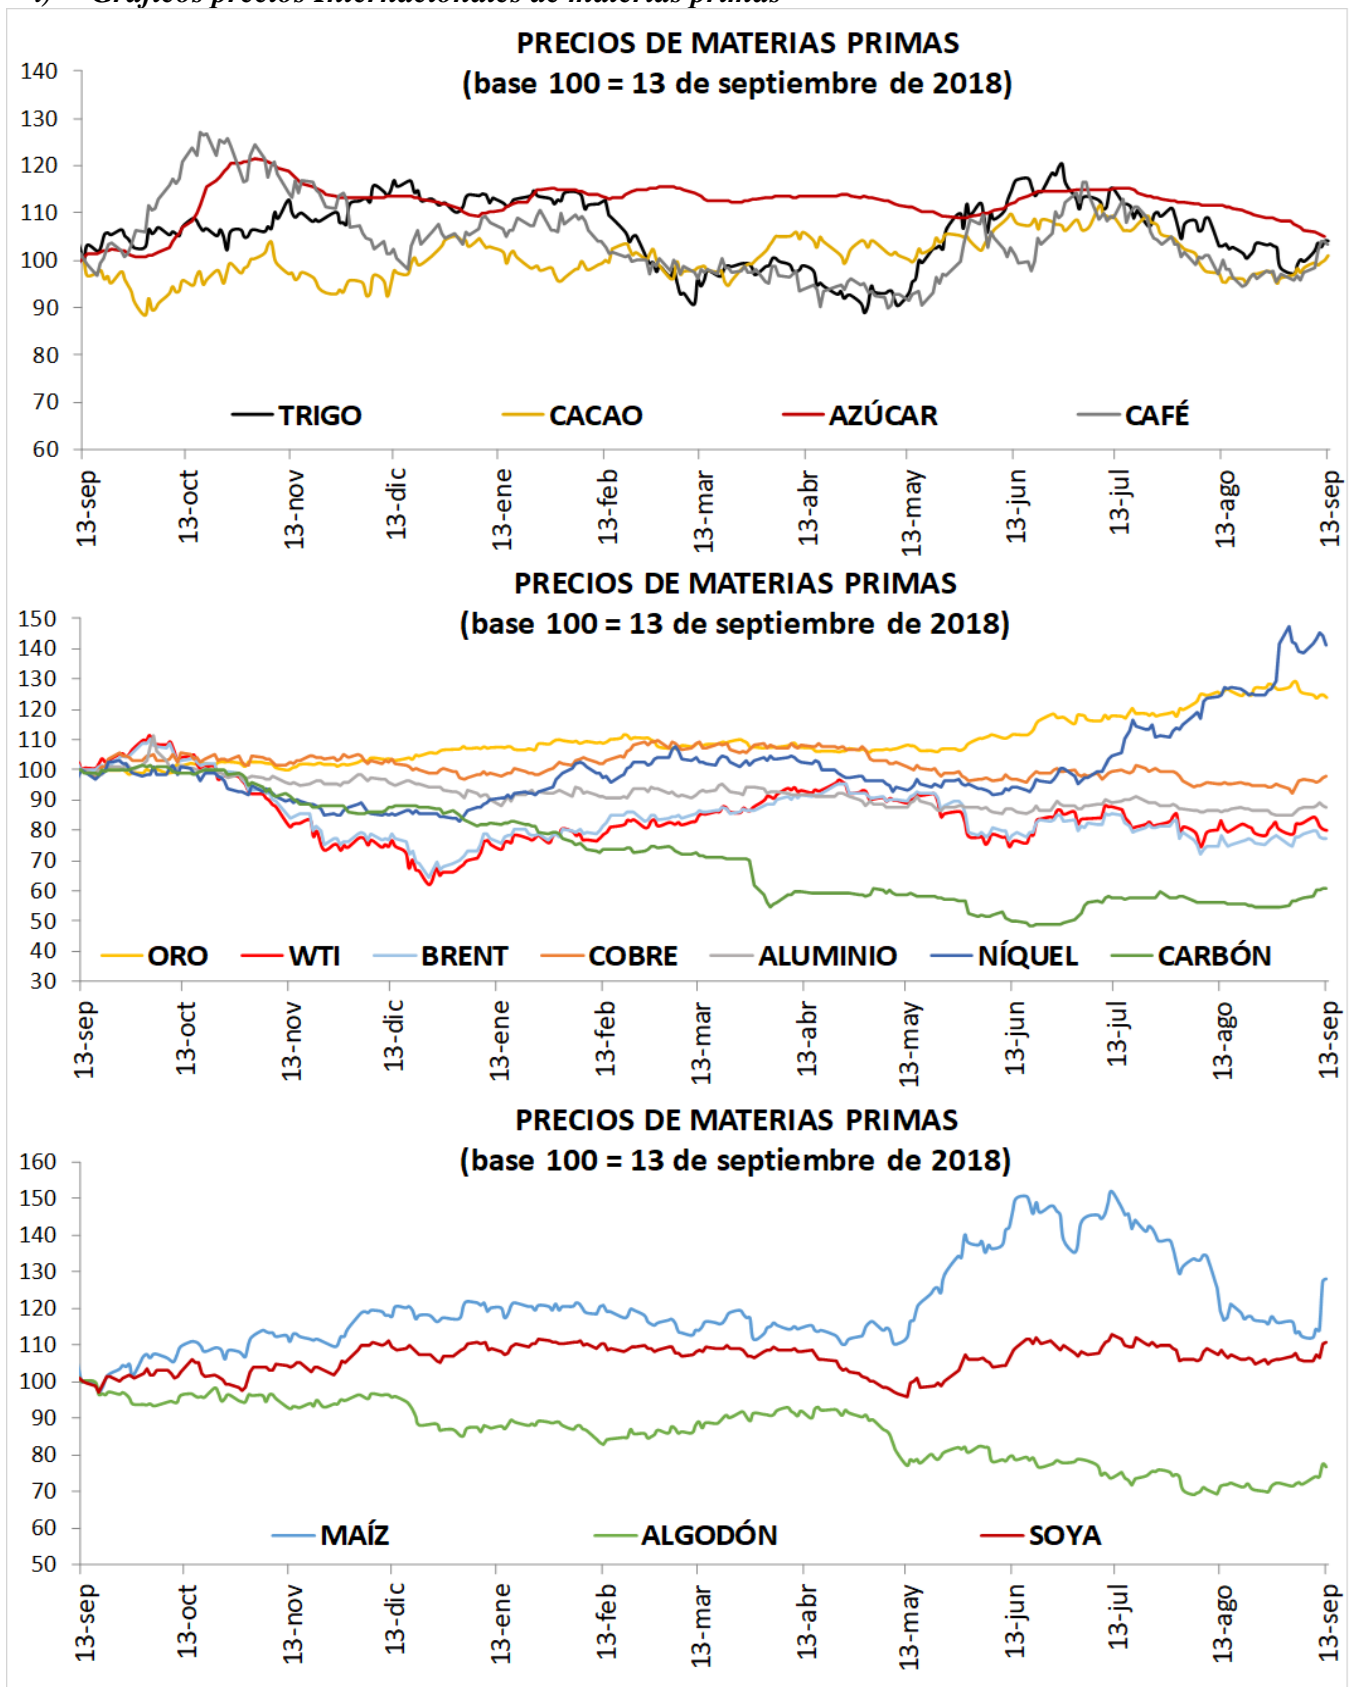 i) Gráficos precios Internacionales de materias primas
PRECIOS DE MATERIAS PRIMAS
(base 100 = 13 de septiembre de 2018)
140
130
120
110
100
90
80
70
60
TRIGO CACAO AZÚCAR CAFÉ
13-sep 13-oct 13-nov 13-dic 13-ene 13-feb 13-mar 13-abr 13-may 13-jun 13-jul 13-ago 13-sep
PRECIOS DE MATERIAS PRIMAS
(base 100 = 13 de septiembre de 2018)
150
140
130
120
110
100
90
80
70
60
50
40
30
ORO WTI BRENT COBRE ALUMINIO NÍQUEL CARBÓN
13-sep 13-oct 13-nov 13-dic 13-ene 13-feb 13-mar 13-abr 13-may 13-jun 13-jul 13-ago 13-sep
PRECIOS DE MATERIAS PRIMAS
(base 100 = 13 de septiembre de 2018)
160
150
140
130
120
110
100
90
80
70
60
50
MAÍZ ALGODÓN SOYA
13-sep 13-oct 13-nov 13-dic 13-ene 13-feb 13-mar 13-abr 13-may 13-jun 13-jul 13-ago 13-sep